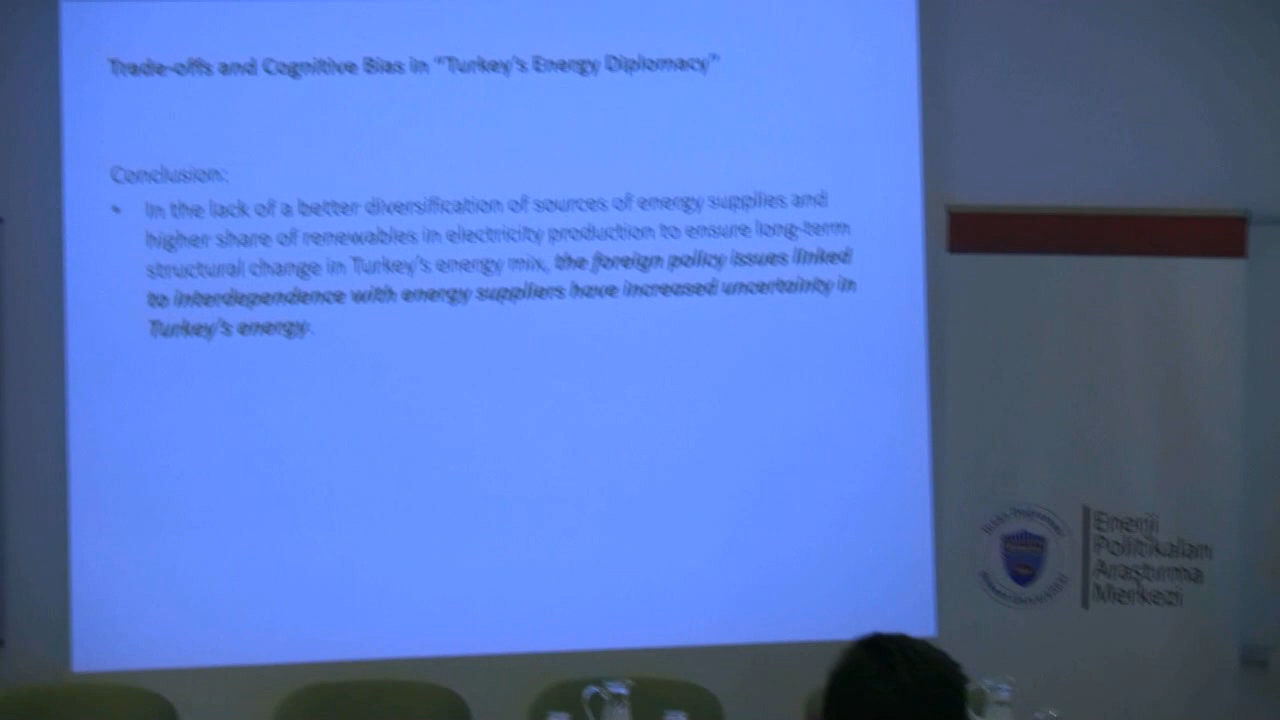 Trade-offs and Cognitive Bias in "Turkey's Energy Diplomacy"
Conclusion:
• In the lack of a better diversification of sources of energy supplies and
higher share of renewables in electricity production to ensure long-term
structural change in Turkey's energy mix, the foreign policy issues linked
to interdependence with energy suppliers have increased uncertainty in
Turkey's energy.
Enerji
Politikaları
Araştırma
Merkezi